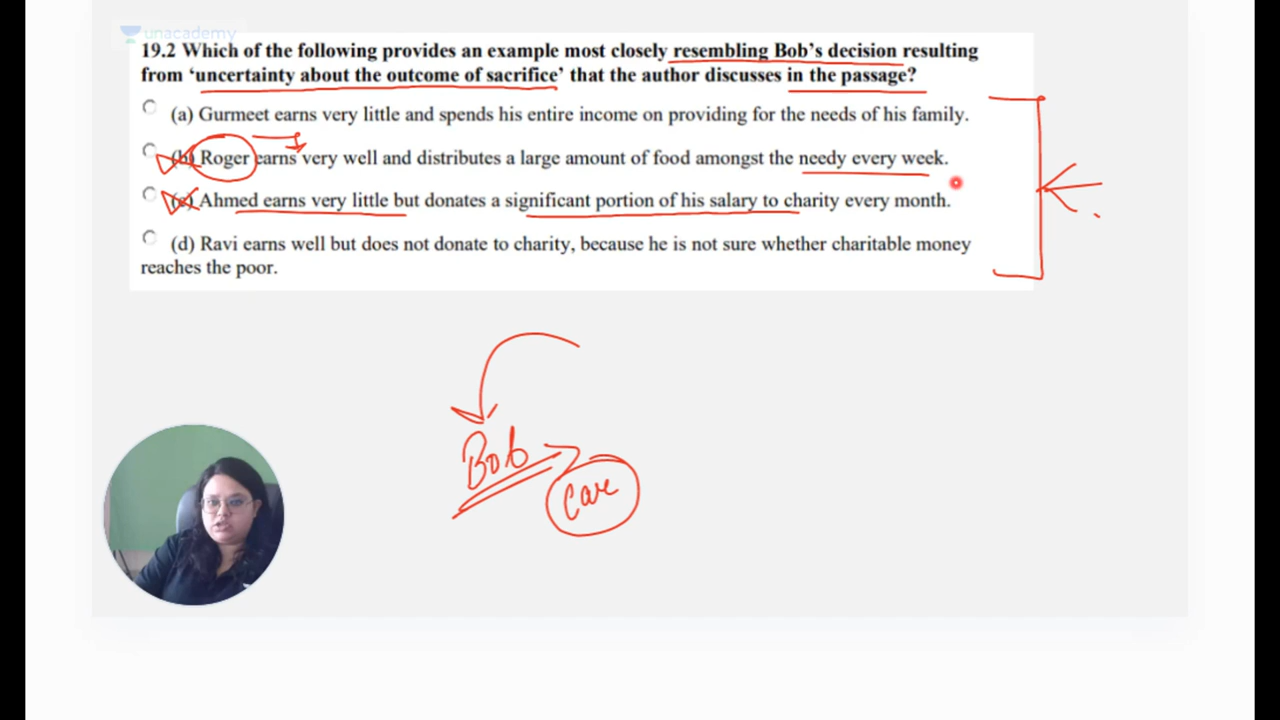 unacademy
19.2 Which of the following provides an example most closely resembling Bob's decision resulting
from 'uncertainty about the outcome of sacrifice' that the author discusses in the passage?
(a) Gurmeet earns very little and spends his entire income on providing for the needs of his family.
(b) Roger earns very well and distributes a large amount of food amongst the needy every week.
(c) Ahmed earns very little but donates a significant portion of his salary to charity every month.
(d) Ravi earns well but does not donate to charity, because he is not sure whether charitable money
reaches the poor.
Bob